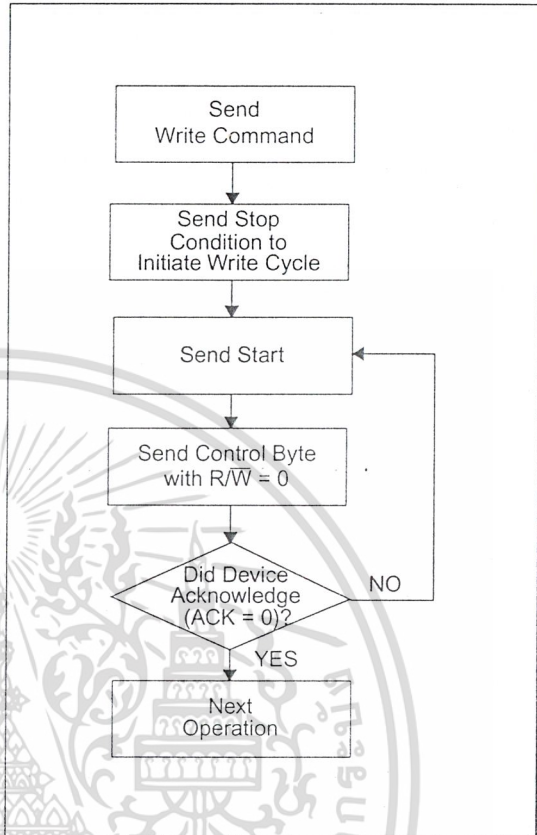 Send
Write Command
Send Stop
Condition to
Initiate Write Cycle
Send Start
Send Control Byte
with R/W̅ = 0
Did Device
Acknowledge
(ACK = 0)?
NO
YES
Next
Operation